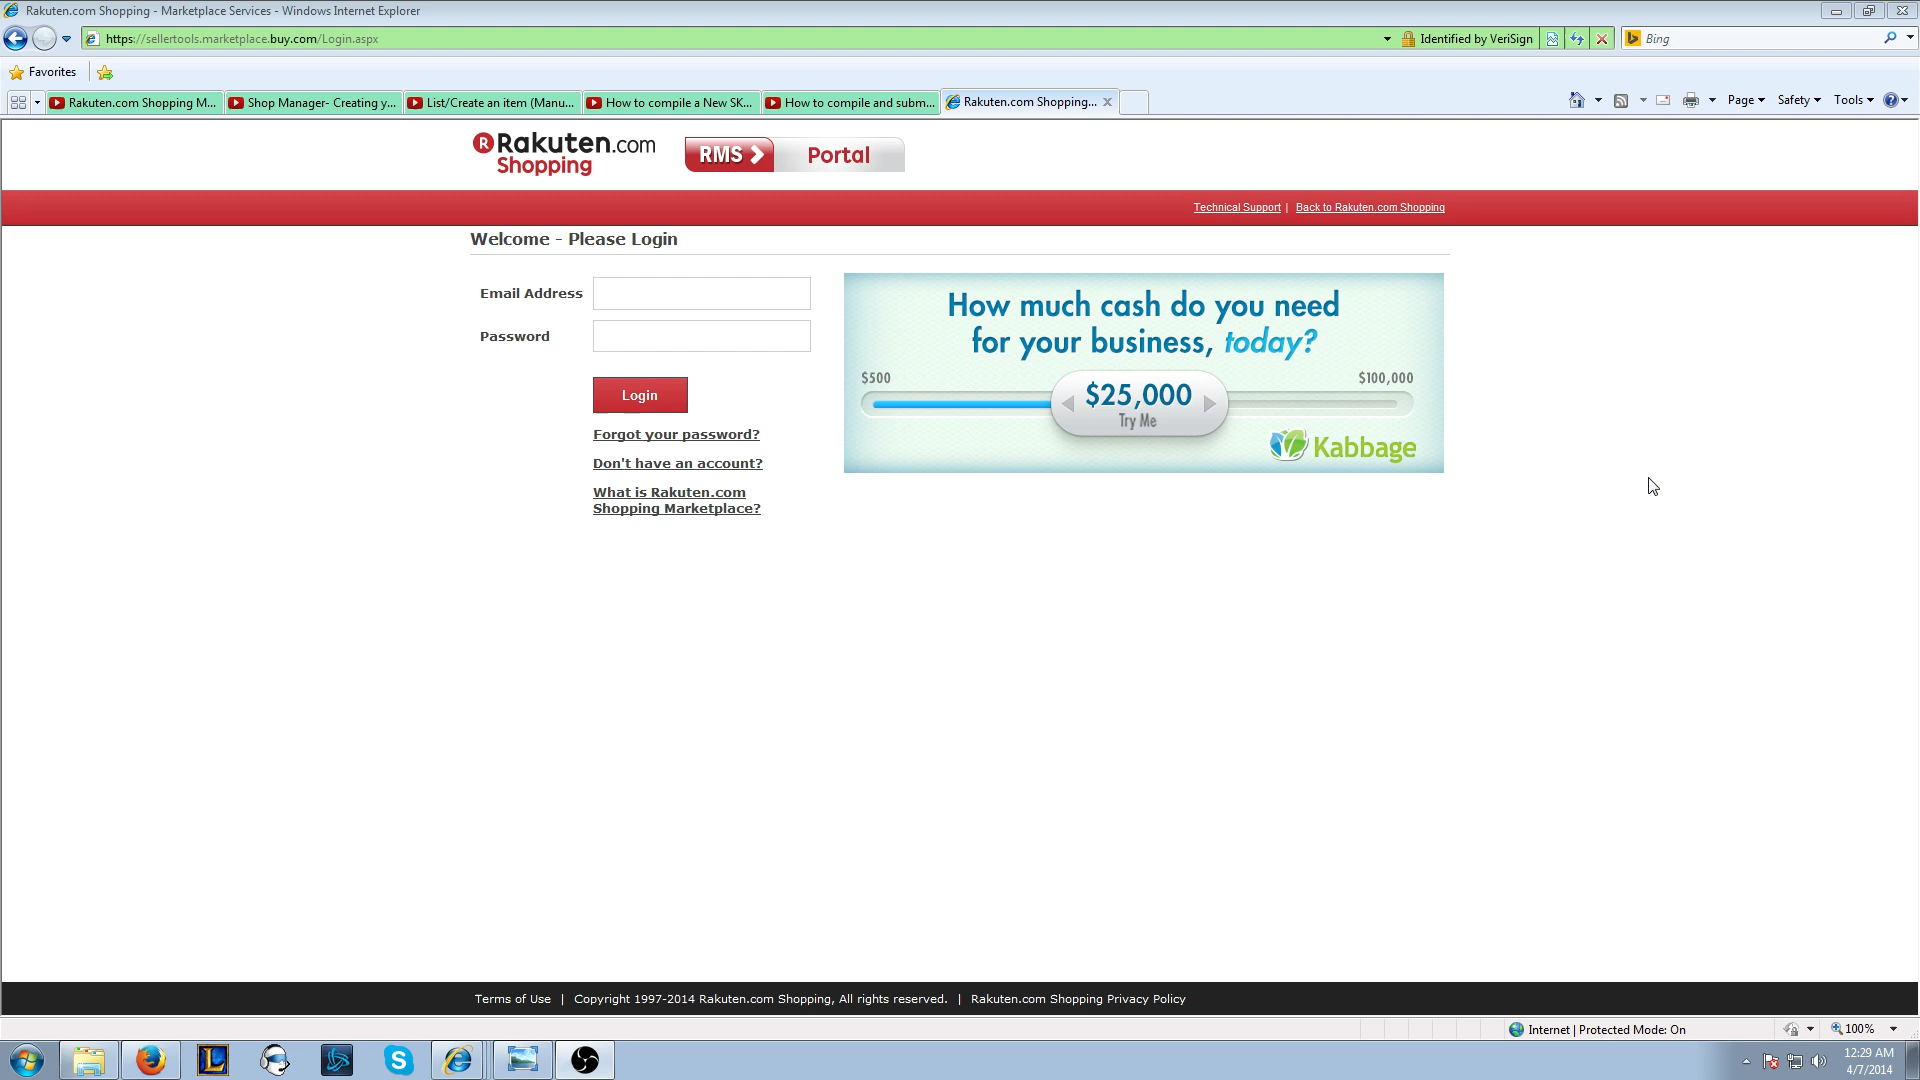 Rakuten.com Shopping - Marketplace Services - Windows Internet Explorer
https://sellertools.marketplace.buy.com/Login.aspx
Identified by VeriSign
Bing
Favorites
Rakuten.com Shopping M...
Shop Manager- Creating y...
List/Create an item (Manu...
How to compile a New SK...
How to compile and subm...
Rakuten.com Shopping...
Page
Safety
Tools
Rakuten.com
Shopping
RMS
Portal
Technical Support | Back to Rakuten.com Shopping
Welcome - Please Login
Email Address
Password
Login
Forgot your password?
Don't have an account?
What is Rakuten.com
Shopping Marketplace?
How much cash do you need
for your business, today?
$500
$100,000
$25,000
Try Me
Kabbage
Terms of Use | Copyright 1997-2014 Rakuten.com Shopping, All rights reserved. | Rakuten.com Shopping Privacy Policy
Internet | Protected Mode: On
100%
12:29 AM
4/7/2014